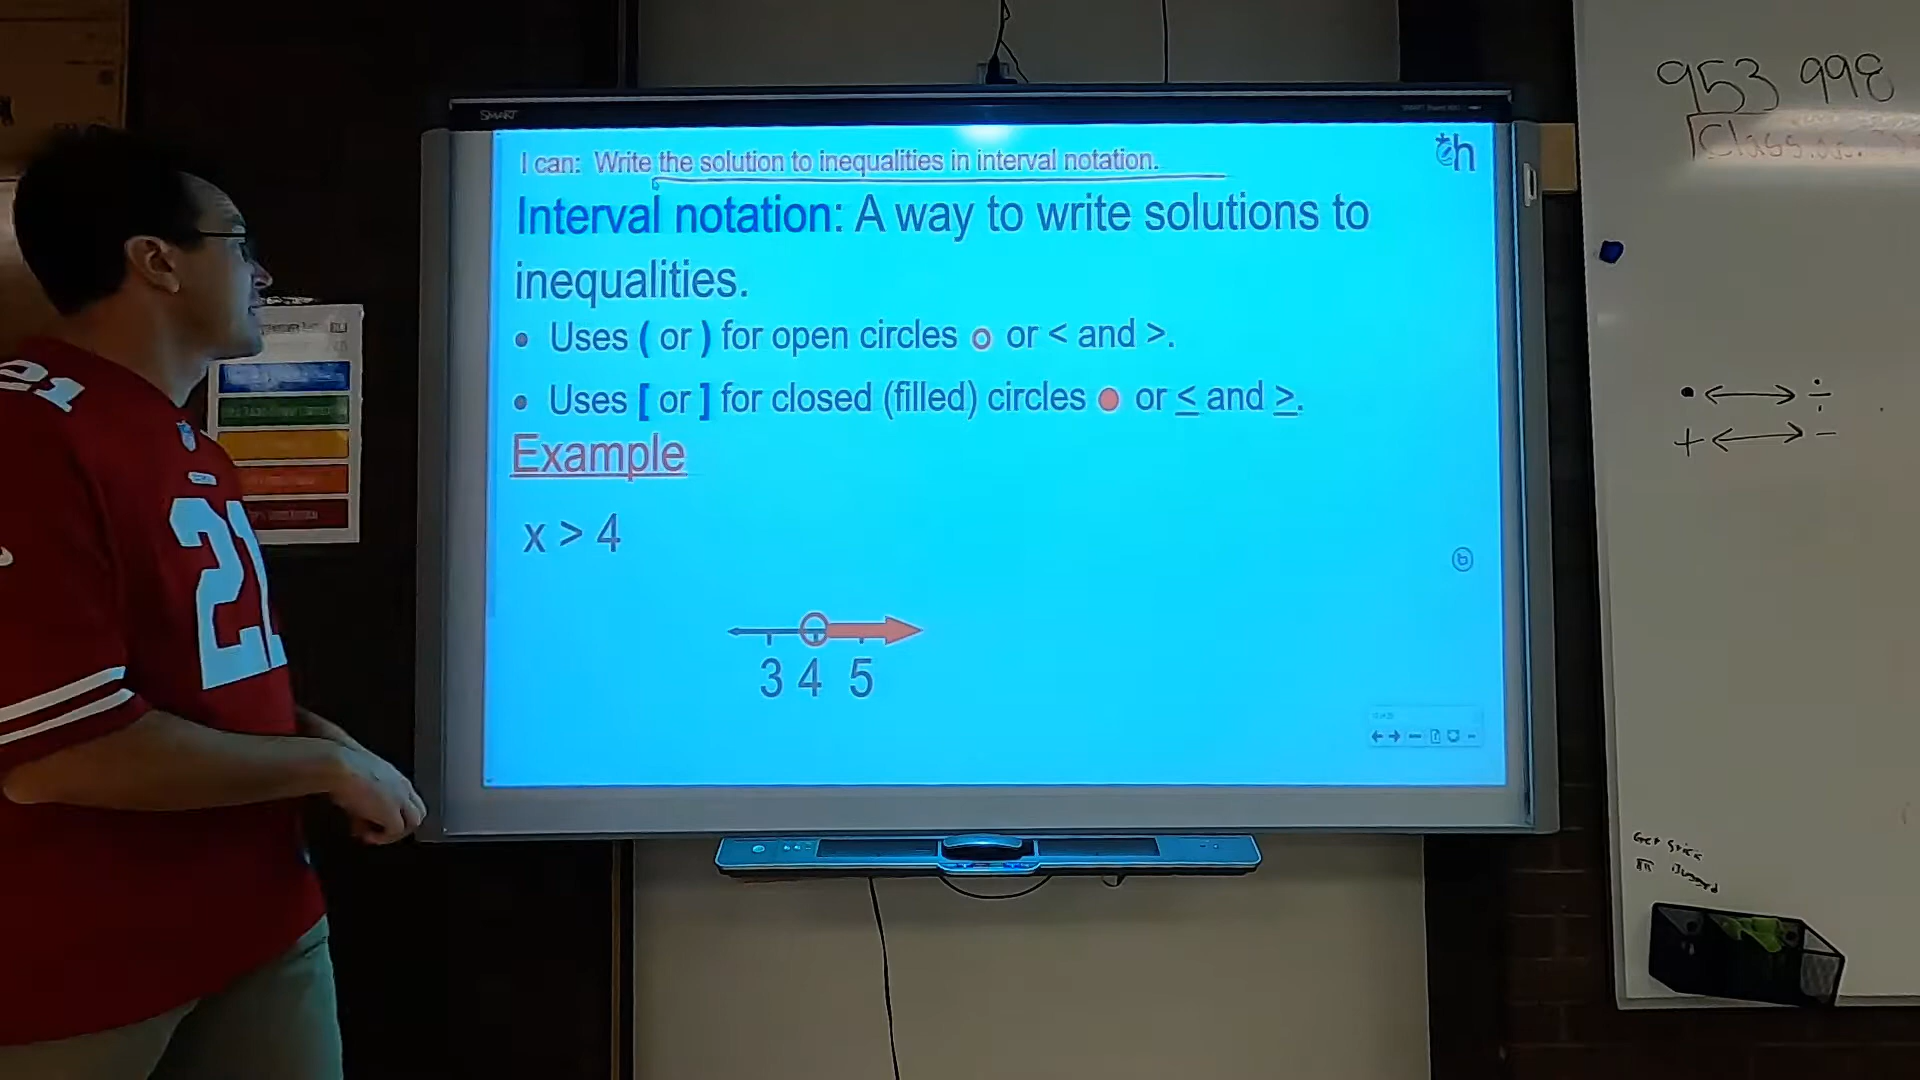 SMART
I can: Write the solution to inequalities in interval notation.
Interval notation: A way to write solutions to
inequalities.
• Uses ( or ) for open circles or < and >.
• Uses [ or ] for closed (filled) circles or ≤ and ≥.
Example
x > 4
3 4 5
953 998
• ↔ ÷
+ ↔ −
21
21